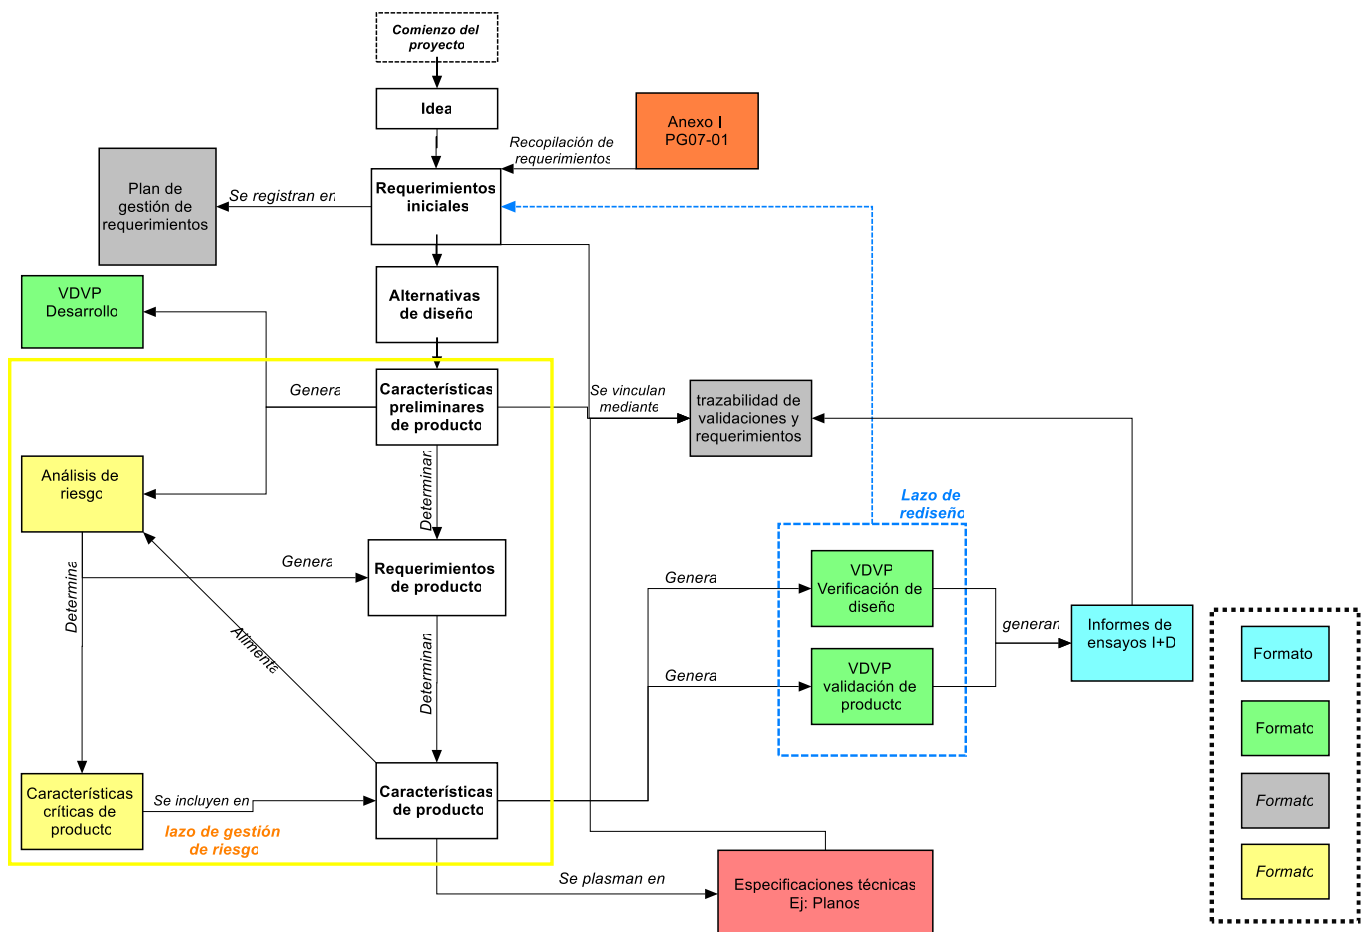 Comienzo del
proyecto
Idea
Anexo I
PG07-01
Recopilación de
requerimientos
Requerimientos
iniciales
Plan de
gestión de
requerimientos
Se registran en
VDVP
Desarrollo
Alternativas
de diseño
Características
preliminares
de producto
Genera
Se vinculan
mediante
trazabilidad de
validaciones y
requerimientos
Análisis de
riesgo
Determinan
Lazo de
rediseño
Requerimientos
de producto
Genera
Determina
Alimenta
Determinan
Genera
VDVP
Verificación de
diseño
generan
Informes de
ensayos I+D
Genera
VDVP
validación de
producto
Características
críticas de
producto
Se incluyen en
Características
de producto
lazo de gestión
de riesgo
Se plasman en
Especificaciones técnicas
Ej: Planos
Formato
Formato
Formato
Formato